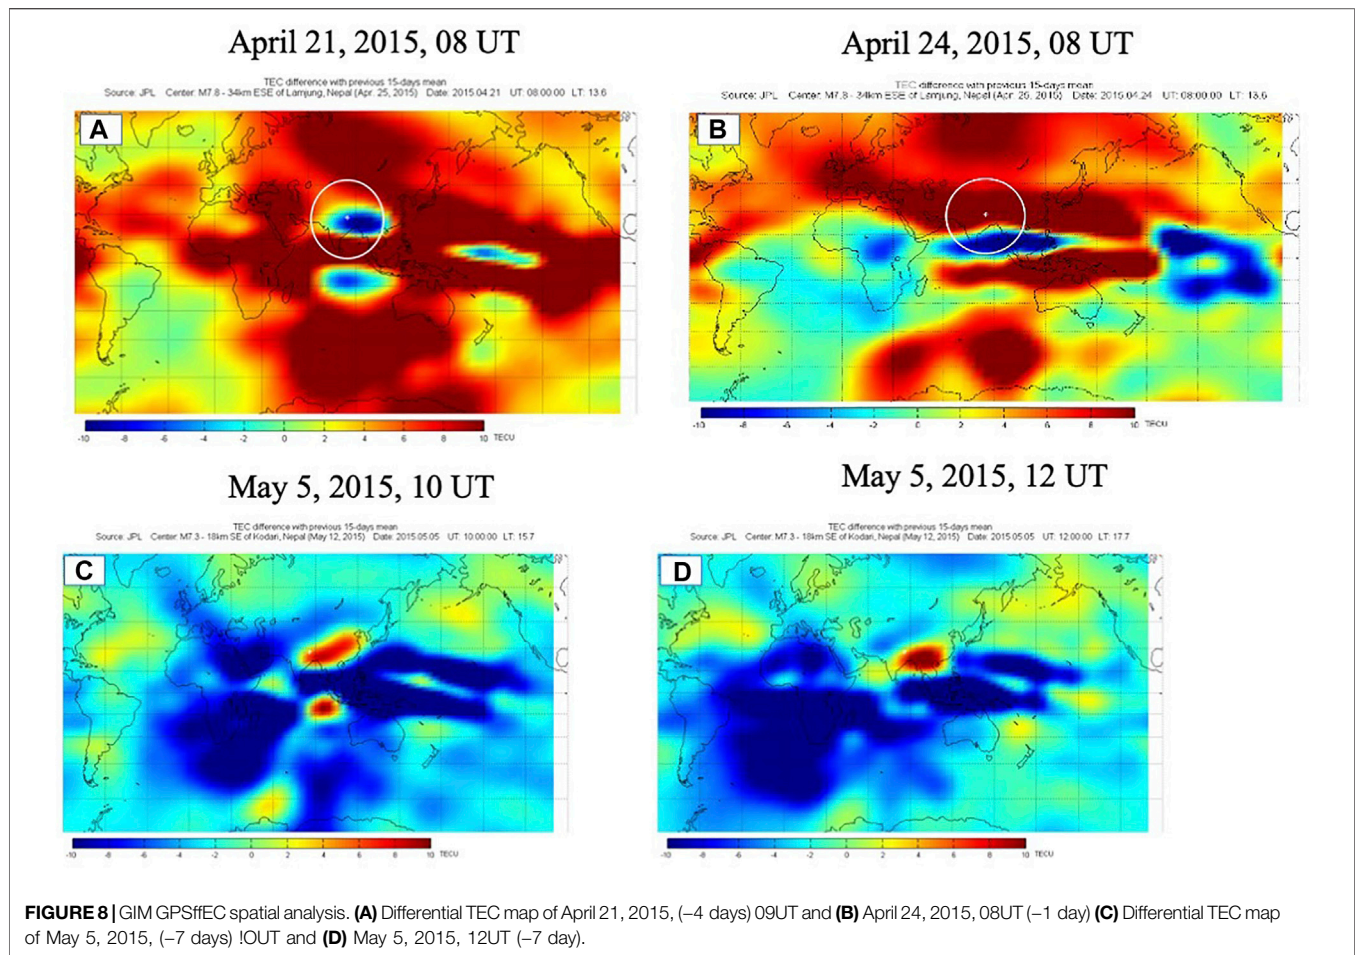 April 21, 2015, 08 UT
April 24, 2015, 08 UT
TEC difference with previous 15-days mean
Source: JPL Center: M7.8 - 34km ESE of Lamjung, Nepal (Apr. 25, 2015) Date: 2015.04.21 UT: 08:00:00 LT: 13.6
TEC difference with previous 15-days mean
Source: JPL Center: M7.8 - 34km ESE of Lamjung, Nepal (Apr. 25, 2015) Date: 2015.04.24 UT: 08:00:00 LT: 13.6
A
B
-10 -8 -6 -4 -2 0 2 4 6 8 10 TECU
-10 -8 -6 -4 -2 0 2 4 6 8 10 TECU
May 5, 2015, 10 UT
May 5, 2015, 12 UT
TEC difference with previous 15-days mean
Source: JPL Center: M7.3 - 18km SE of Kodari, Nepal (May 12, 2015) Date: 2015.05.05 UT: 10:00:00 LT: 15.7
TEC difference with previous 15-days mean
Source: JPL Center: M7.3 - 18km SE of Kodari, Nepal (May 12, 2015) Date: 2015.05.05 UT: 12:00:00 LT: 17.7
C
D
-10 -8 -6 -4 -2 0 2 4 6 8 10 TECU
-10 -8 -6 -4 -2 0 2 4 6 8 10 TECU
FIGURE 8 | GIM GPSffEC spatial analysis. (A) Differential TEC map of April 21, 2015, (−4 days) 09UT and (B) April 24, 2015, 08UT (−1 day) (C) Differential TEC map
of May 5, 2015, (−7 days) !OUT and (D) May 5, 2015, 12UT (−7 day).